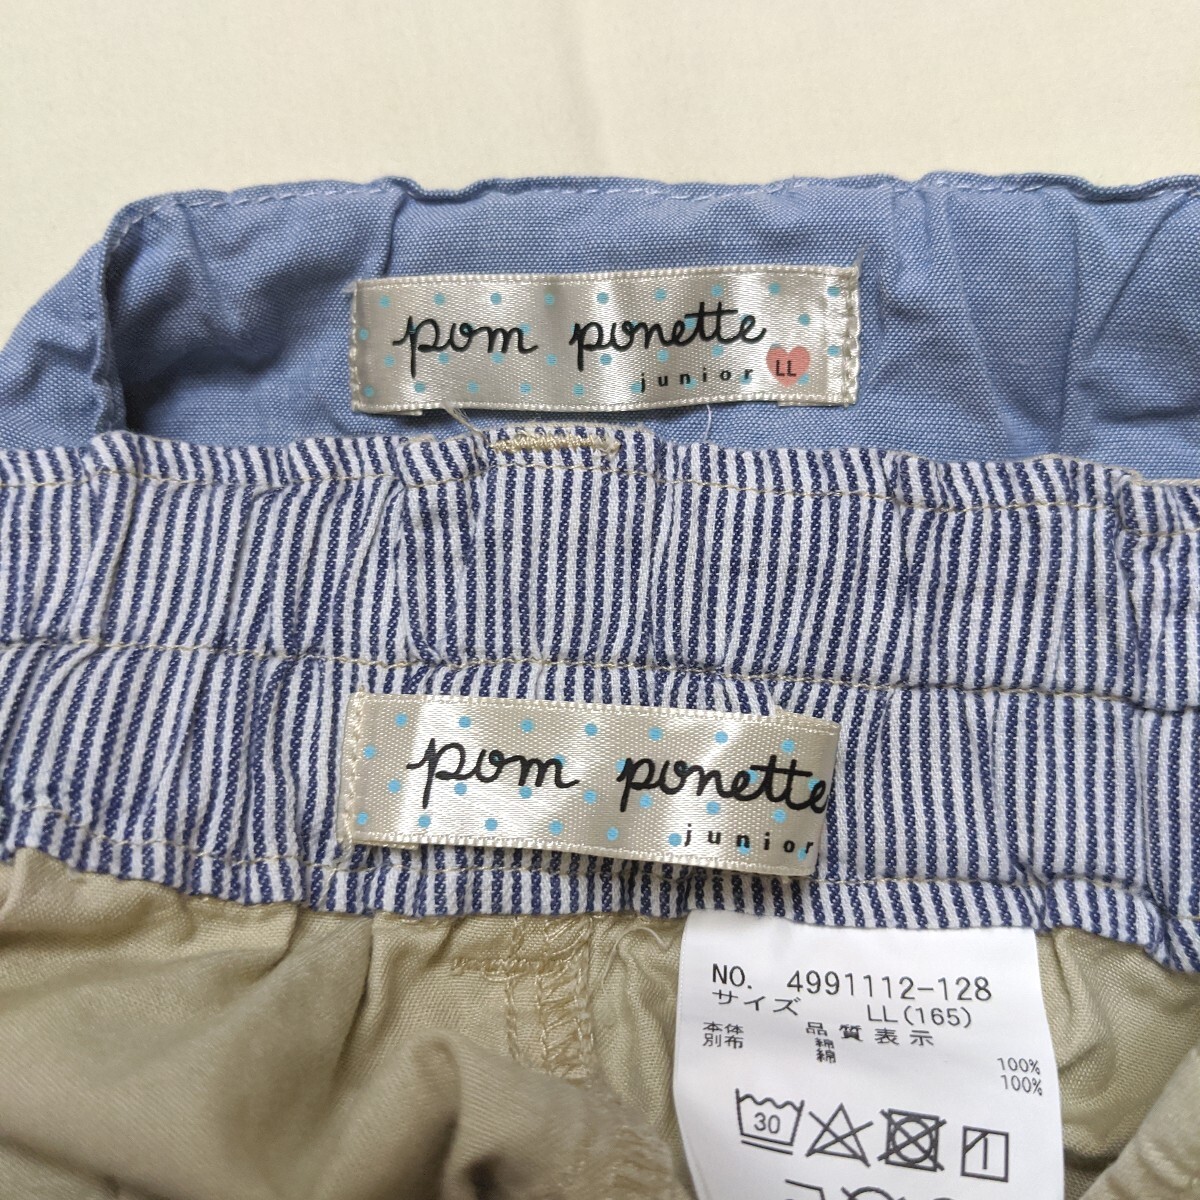 pom ponette
junior LL
pom ponette
junior
NO. 4991112-128
サイズ LL(165)
品質表示
本体 綿 100%
別布 綿 100%
30